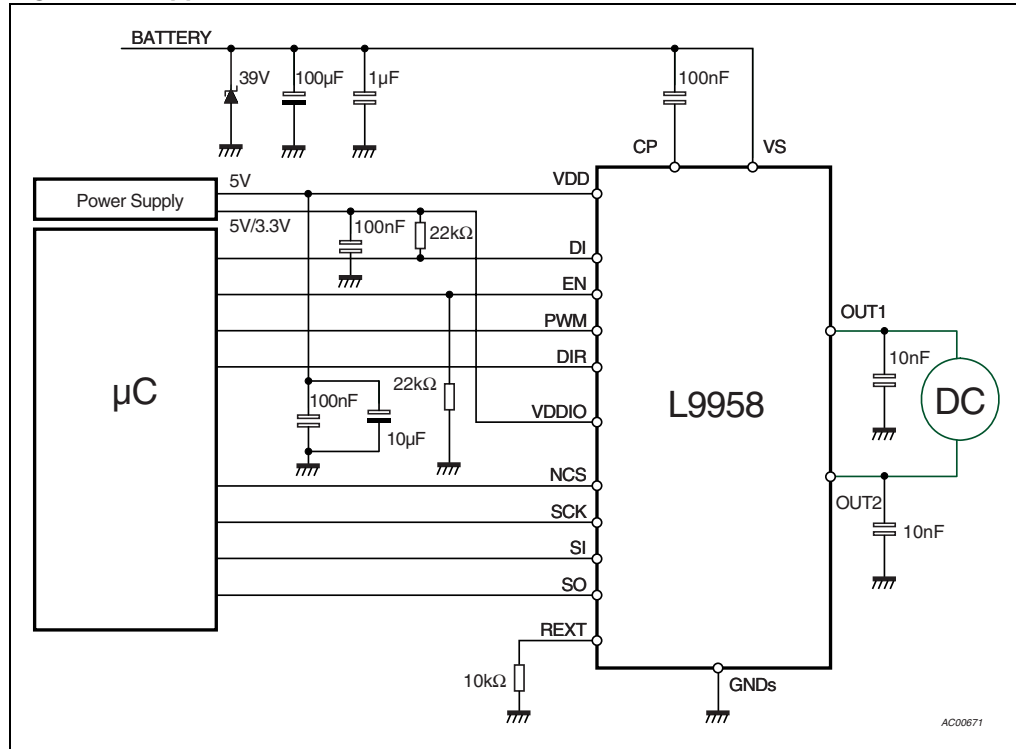 BATTERY
39V
100µF
1µF
100nF
CP
VS
5V
VDD
Power Supply
5V/3.3V
100nF
22kΩ
DI
EN
PWM
DIR
OUT1
10nF
µC
22kΩ
100nF
10µF
L9958
DC
VDDIO
NCS
SCK
OUT2
10nF
SI
SO
REXT
10kΩ
GNDs
AC00671